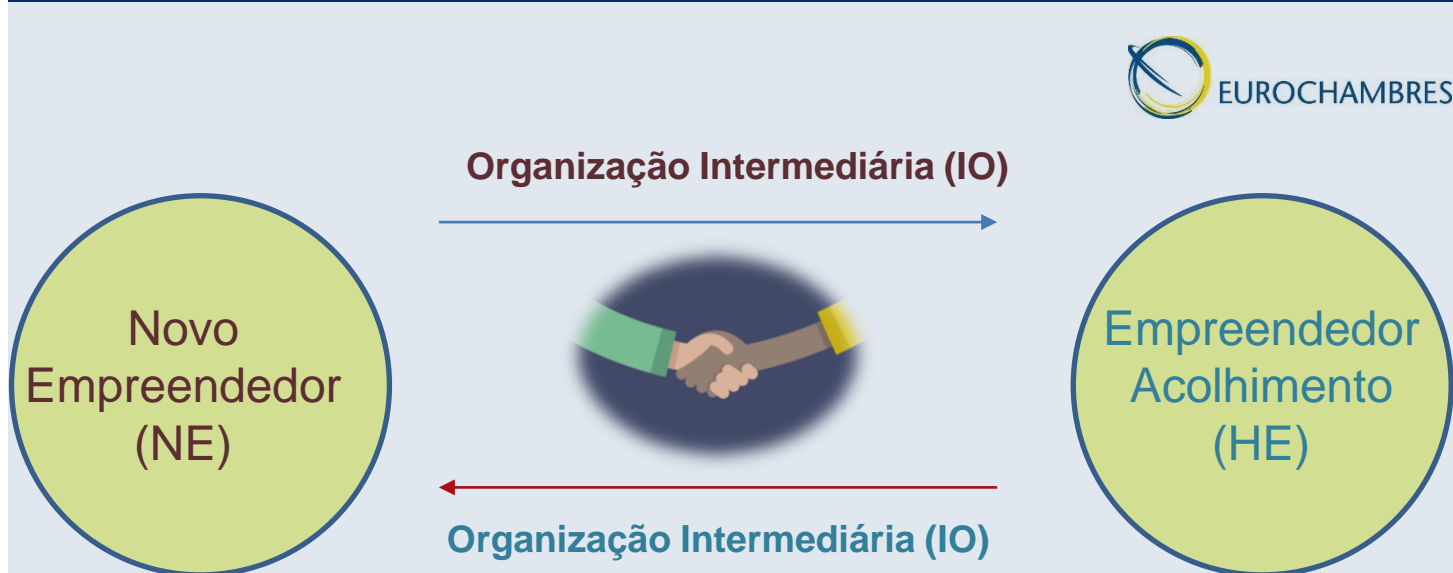 EUROCHAMBRES
Organização Intermediária (IO)
Novo
Empreendedor
(NE)
Empreendedor
Acolhimento
(HE)
Organização Intermediária (IO)